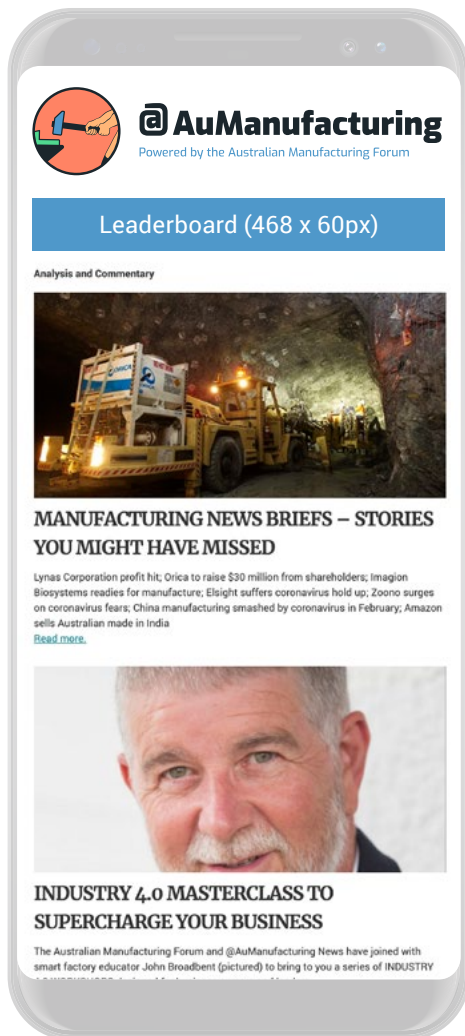 @AuManufacturing
Powered by the Australian Manufacturing Forum
Leaderboard (468 x 60px)
Analysis and Commentary
ORICA
MANUFACTURING NEWS BRIEFS – STORIES
YOU MIGHT HAVE MISSED
Lynas Corporation profit hit; Orica to raise $30 million from shareholders; Imagion
Biosystems readies for manufacture; Elsight suffers coronavirus hold up; Zoono surges
on coronavirus fears; China manufacturing smashed by coronavirus in February; Amazon
sells Australian made in India
Read more.
INDUSTRY 4.0 MASTERCLASS TO
SUPERCHARGE YOUR BUSINESS
The Australian Manufacturing Forum and @AuManufacturing News have joined with
smart factory educator John Broadbent (pictured) to bring to you a series of INDUSTRY